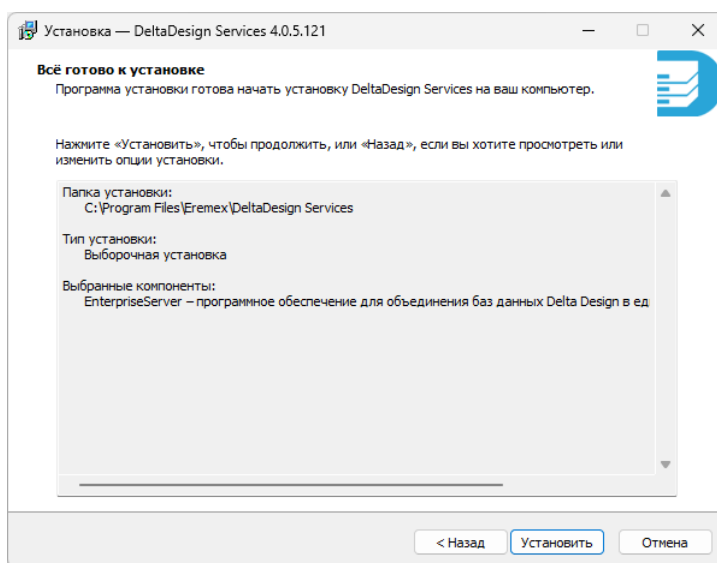 Установка — DeltaDesign Services 4.0.5.121
Всё готово к установке
Программа установки готова начать установку DeltaDesign Services на ваш компьютер.
Нажмите «Установить», чтобы продолжить, или «Назад», если вы хотите просмотреть или
изменить опции установки.
Папка установки:
C:\Program Files\Eremex\DeltaDesign Services
Тип установки:
Выборочная установка
Выбранные компоненты:
EnterpriseServer – программное обеспечение для объединения баз данных Delta Design в ед
< Назад
Установить
Отмена